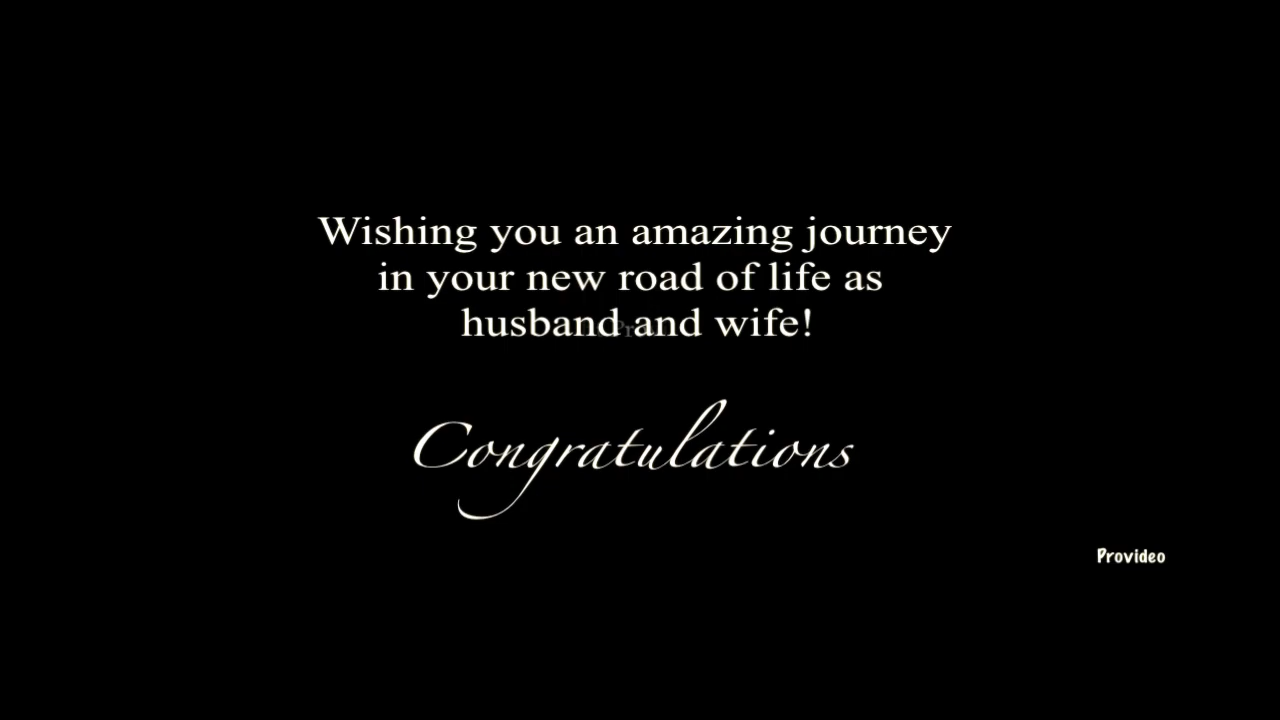 Wishing you an amazing journey
in your new road of life as
husband and wife!
Congratulations
Provideo